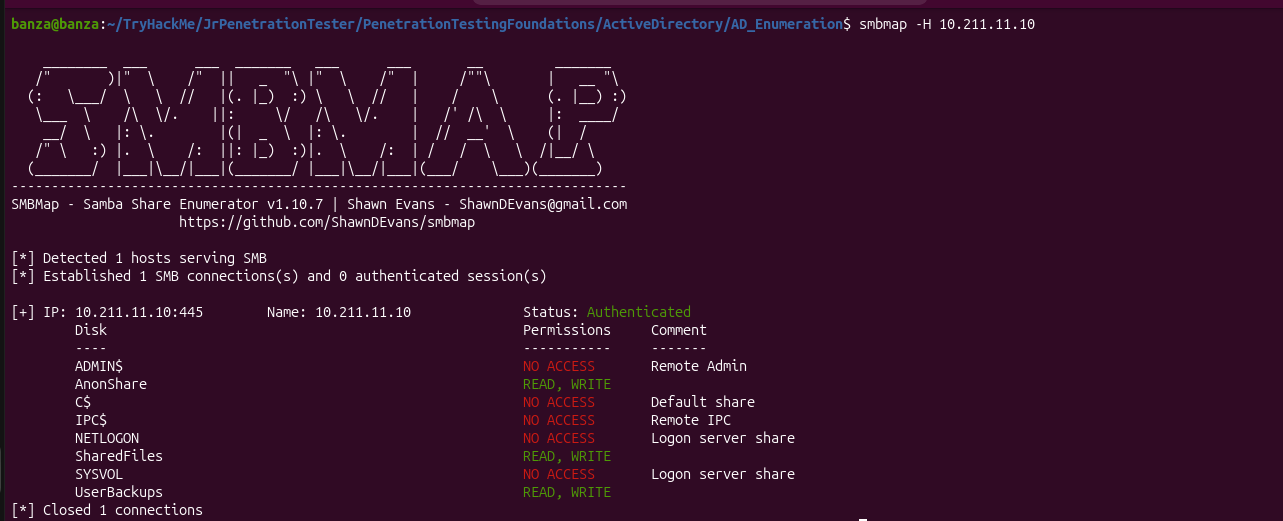 banza@banza:~/TryHackMe/JrPenetrationTester/PenetrationTestingFoundations/ActiveDirectory/AD_Enumeration$ smbmap -H 10.211.11.10
SMBMAP
-----------------------------------------------------------------------------
SMBMap - Samba Share Enumerator v1.10.7 | Shawn Evans - ShawnDEvans@gmail.com
https://github.com/ShawnDEvans/smbmap
[*] Detected 1 hosts serving SMB
[*] Established 1 SMB connections(s) and 0 authenticated session(s)
[+] IP: 10.211.11.10:445 Name: 10.211.11.10 Status: Authenticated
Disk Permissions Comment
---- ----------- -------
ADMIN$ NO ACCESS Remote Admin
AnonShare READ, WRITE
C$ NO ACCESS Default share
IPC$ NO ACCESS Remote IPC
NETLOGON NO ACCESS Logon server share
SharedFiles READ, WRITE
SYSVOL NO ACCESS Logon server share
UserBackups READ, WRITE
[*] Closed 1 connections